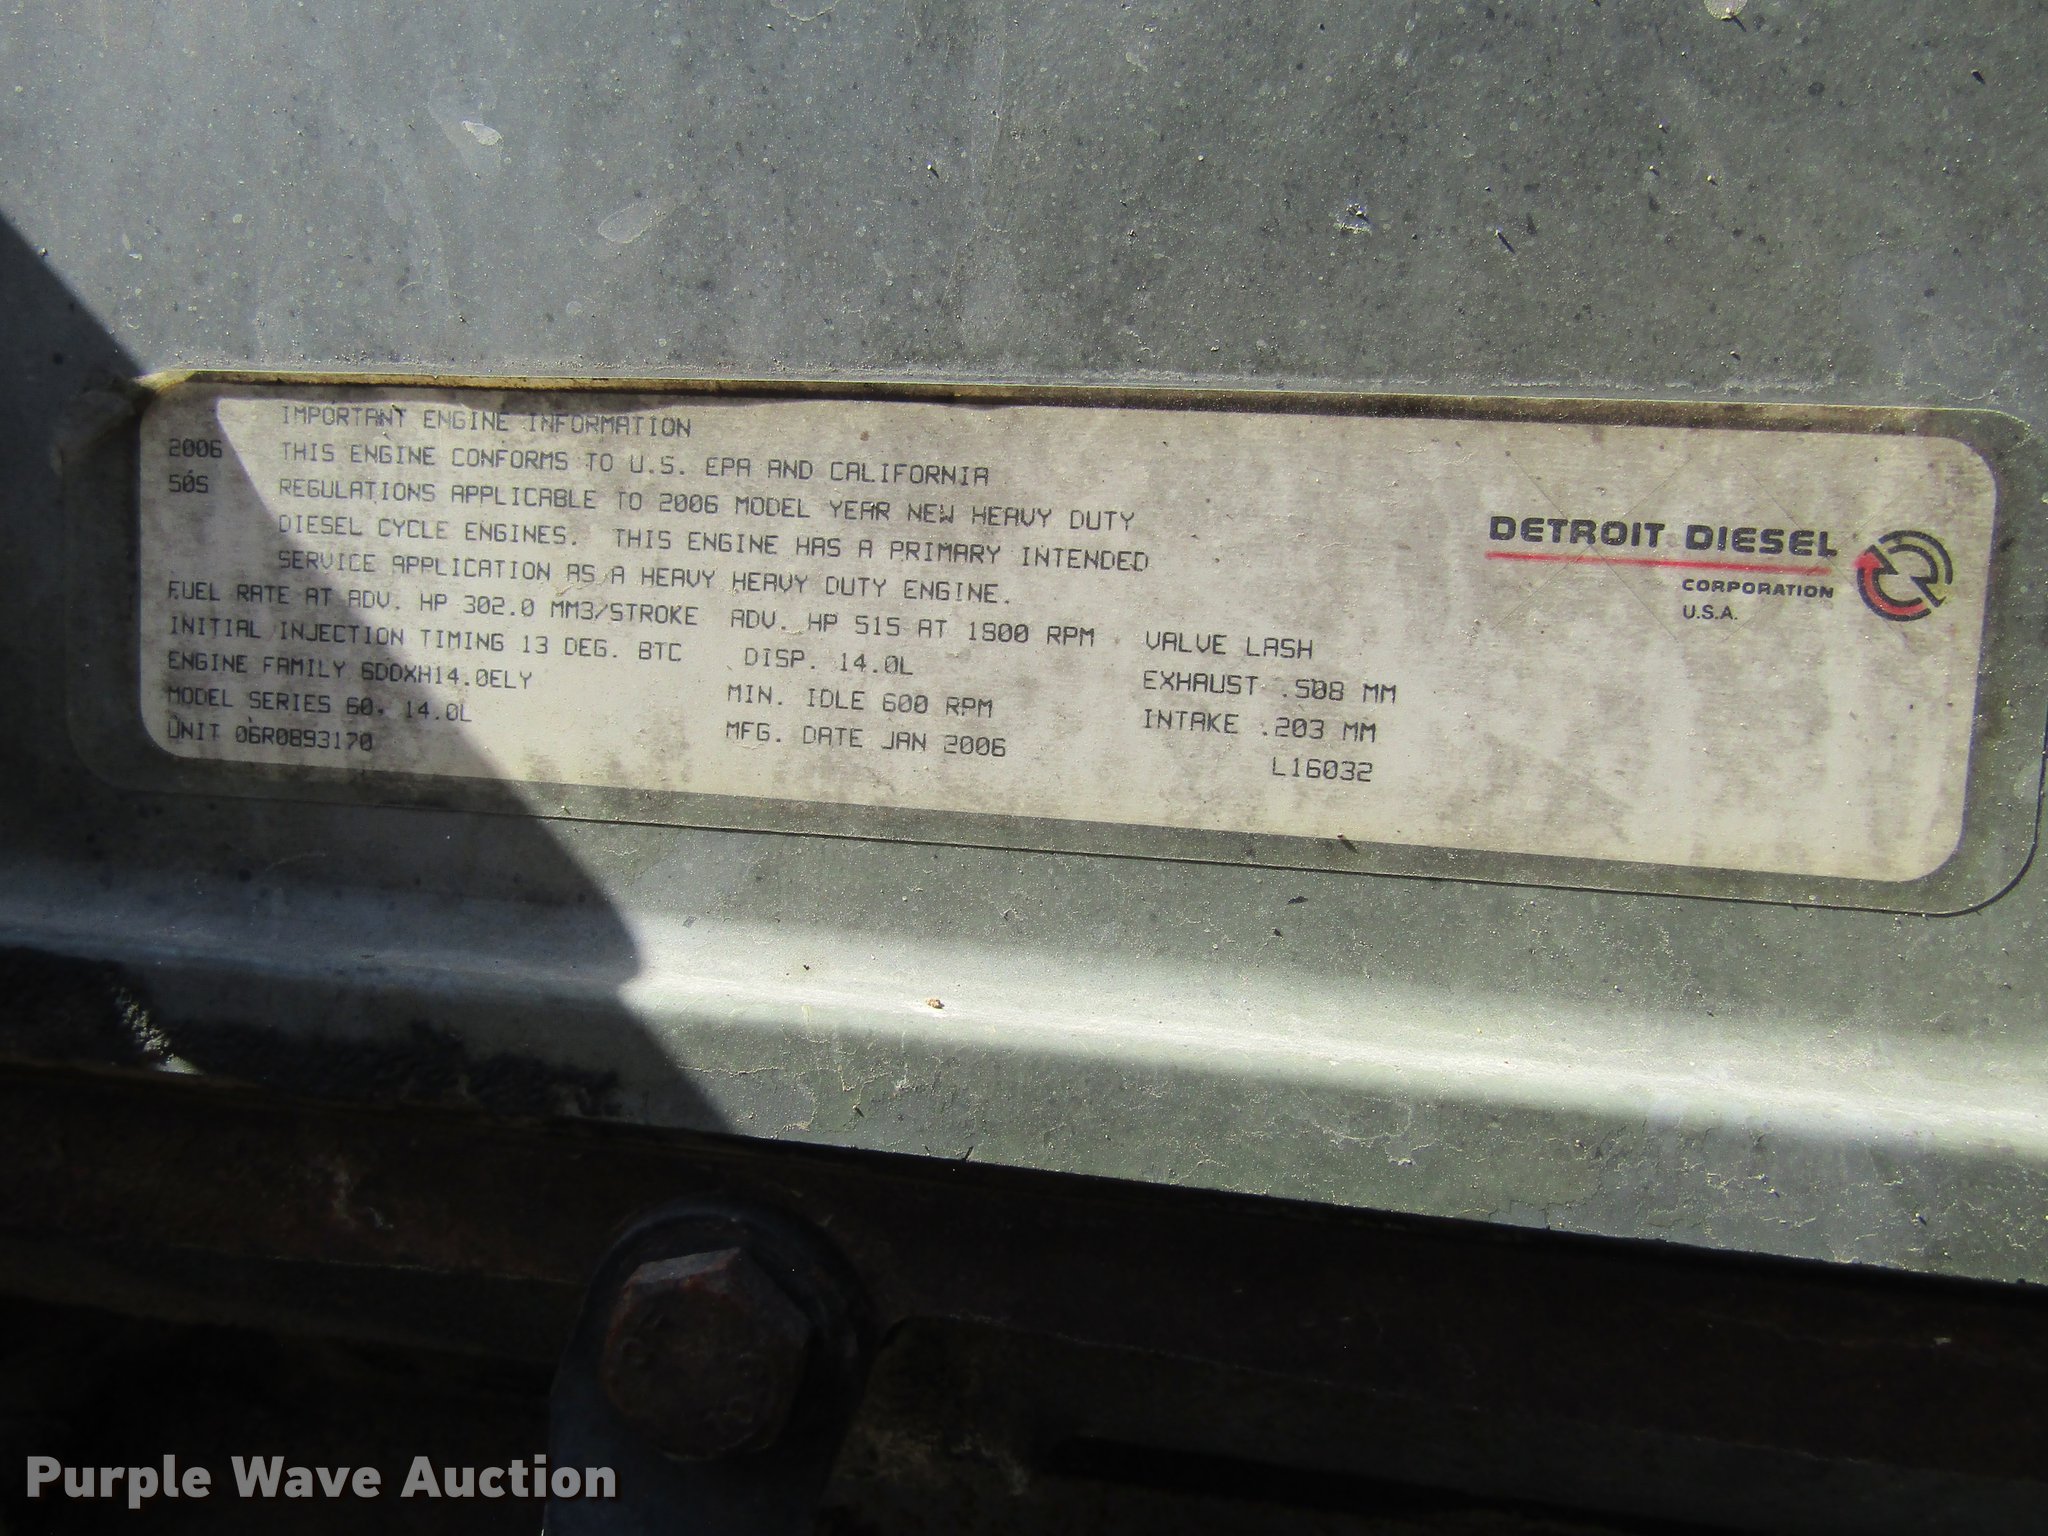 IMPORTANT ENGINE INFORMATION
2006 THIS ENGINE CONFORMS TO U.S. EPA AND CALIFORNIA
50S REGULATIONS APPLICABLE TO 2006 MODEL YEAR NEW HEAVY DUTY
DIESEL CYCLE ENGINES. THIS ENGINE HAS A PRIMARY INTENDED
SERVICE APPLICATION AS A HEAVY HEAVY DUTY ENGINE.
FUEL RATE AT ADV. HP 302.0 MM3/STROKE ADV. HP 515 AT 1800 RPM VALVE LASH
INITIAL INJECTION TIMING 13 DEG. BTC DISP. 14.0L EXHAUST .508 MM
ENGINE FAMILY 6DDXH14.0ELY MIN. IDLE 600 RPM INTAKE .203 MM
MODEL SERIES 60, 14.0L MFG. DATE JAN 2006 L16032
UNIT 06R0893170
DETROIT DIESEL
CORPORATION
U.S.A.
Purple Wave Auction